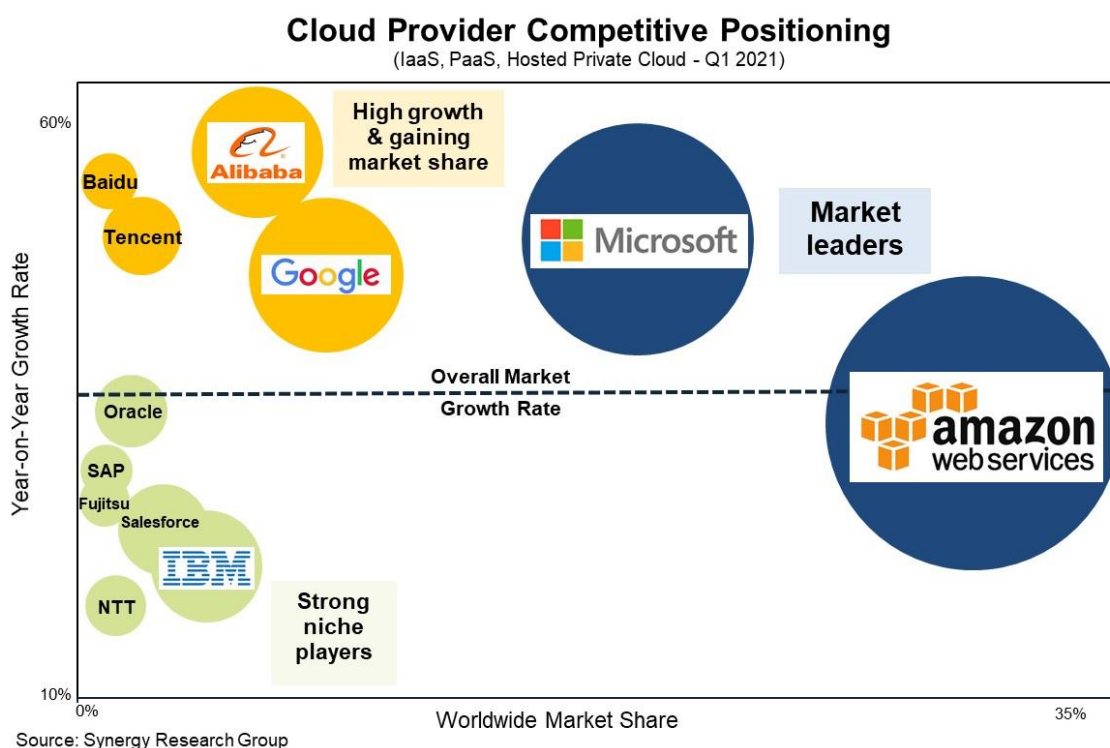 Cloud Provider Competitive Positioning
(IaaS, PaaS, Hosted Private Cloud - Q1 2021)
60%
Alibaba
High growth
& gaining
market share
Baidu
Tencent
Google
Microsoft
Market
leaders
Year-on-Year Growth Rate
Overall Market
Growth Rate
Oracle
amazon
web services
SAP
Fujitsu
Salesforce
IBM
NTT
Strong
niche
players
10%
0%
Worldwide Market Share
35%
Source: Synergy Research Group